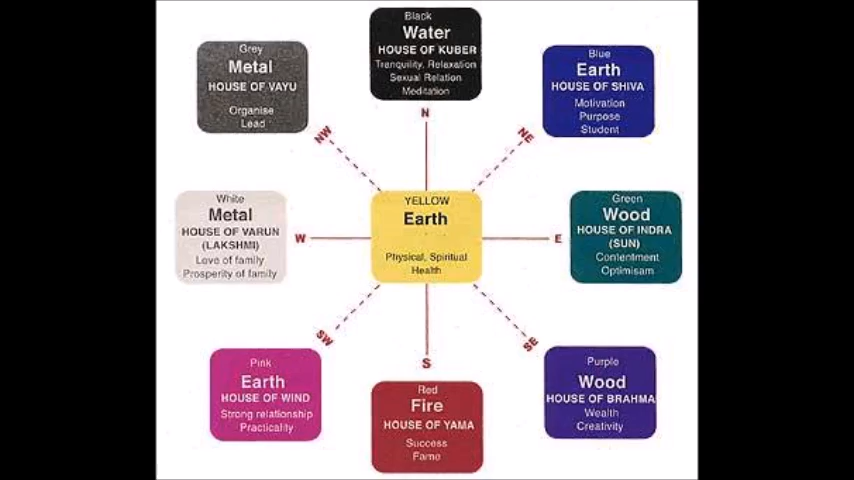 Black
Water
HOUSE OF KUBER
Tranquility, Relaxation
Sexual Relation
Meditation
Grey
Metal
HOUSE OF VAYU
Organise
Lead
Blue
Earth
HOUSE OF SHIVA
Motivation
Purpose
Student
N
NW
NE
White
Metal
HOUSE OF VARUN
(LAKSHMI)
Love of family
Prosperity of family
W
YELLOW
Earth
Physical, Spiritual
Health
E
Green
Wood
HOUSE OF INDRA
(SUN)
Contentment
Optimisam
SW
S
SE
Pink
Earth
HOUSE OF WIND
Strong relationship
Practicality
Red
Fire
HOUSE OF YAMA
Success
Fame
Purple
Wood
HOUSE OF BRAHMA
Wealth
Creativity